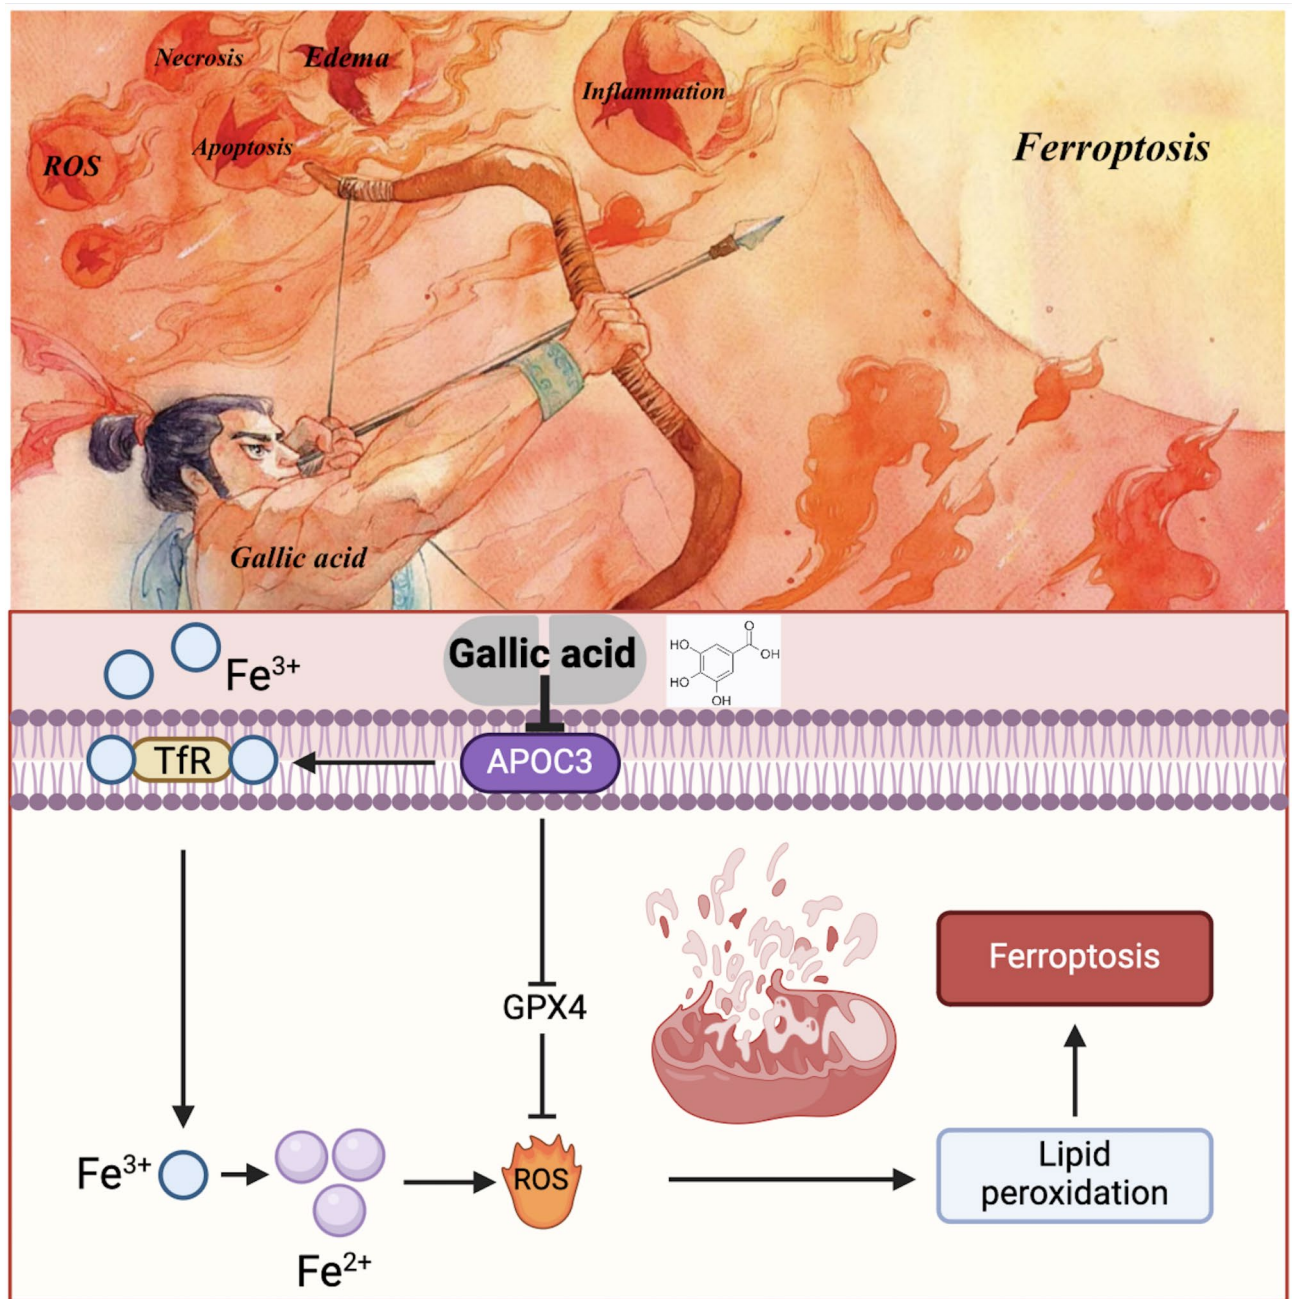 Necrosis
Edema
Inflammation
Apoptosis
ROS
Ferroptosis
Gallic acid
Fe³⁺
Gallic acid
HO
HO
OH
O
OH
TfR
APOC3
GPX4
Ferroptosis
Fe³⁺
ROS
Lipid
peroxidation
Fe²⁺